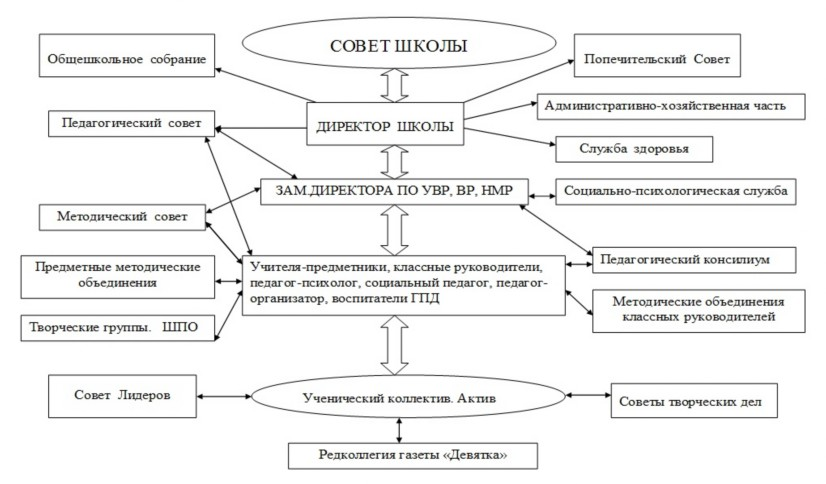 СОВЕТ ШКОЛЫ
Общешкольное собрание
Попечительский Совет
Административно-хозяйственная часть
Педагогический совет
ДИРЕКТОР ШКОЛЫ
Служба здоровья
ЗАМ.ДИРЕКТОРА ПО УВР, ВР, НМР
Социально-психологическая служба
Методический совет
Предметные методические
объединения
Учителя-предметники, классные руководители,
педагог-психолог, социальный педагог, педагог-
организатор, воспитатели ГПД
Педагогический консилиум
Методические объединения
классных руководителей
Творческие группы. ШПО
Совет Лидеров
Ученический коллектив. Актив
Советы творческих дел
Редколлегия газеты «Девятка»